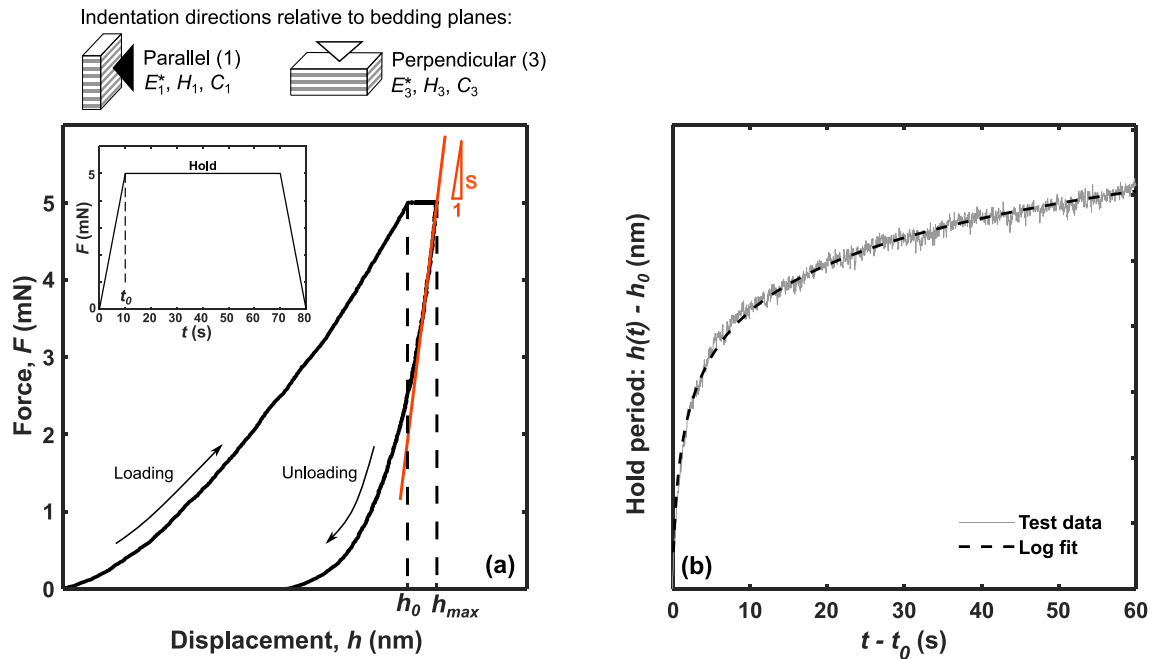 Indentation directions relative to bedding planes:
Parallel (1)
E*1, H1, C1
Perpendicular (3)
E*3, H3, C3
Force, F (mN)
5
4
3
2
1
0
Loading
Unloading
S
1
h0
hmax
(a)
Displacement, h (nm)
F (mN)
5
0
Hold
t0
0 10 20 30 40 50 60 70 80
t (s)
Hold period: h(t) - h0 (nm)
Test data
Log fit
(b)
0 10 20 30 40 50 60
t - t0 (s)